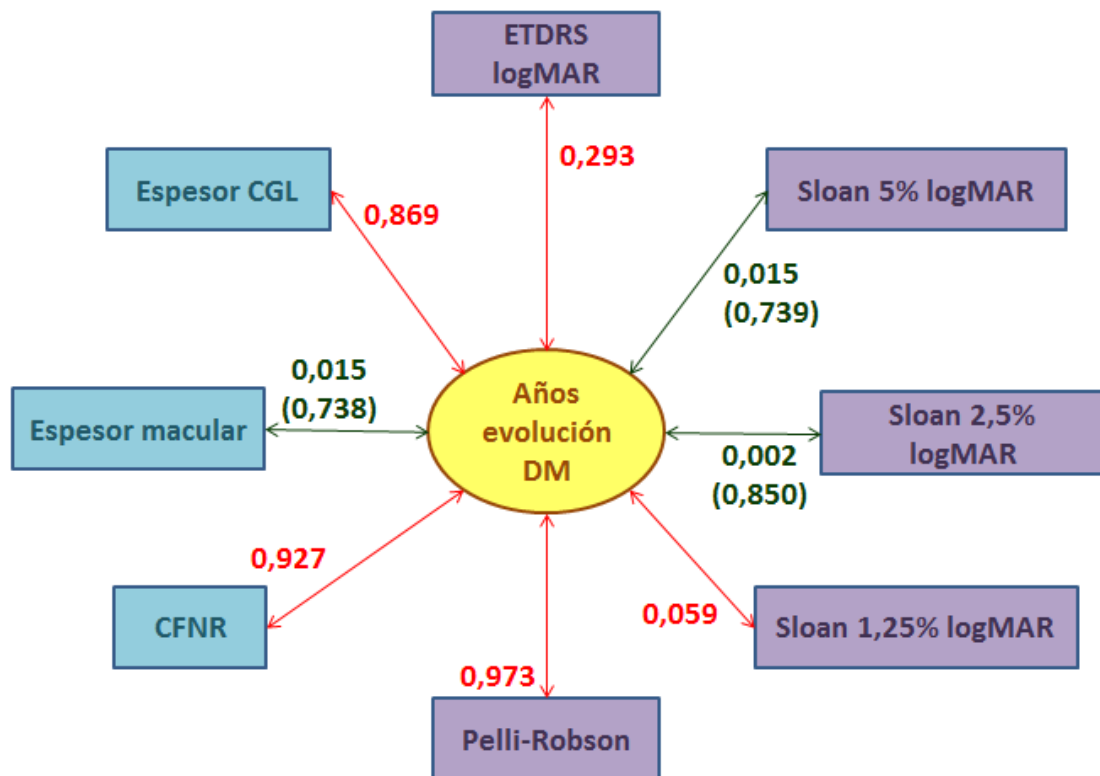 ETDRS
logMAR
0,293
Espesor CGL
0,869
Sloan 5% logMAR
0,015
(0,739)
Espesor macular
0,015
(0,738)
Años
evolución
DM
Sloan 2,5%
logMAR
0,002
(0,850)
CFNR
0,927
0,059
Sloan 1,25% logMAR
0,973
Pelli-Robson